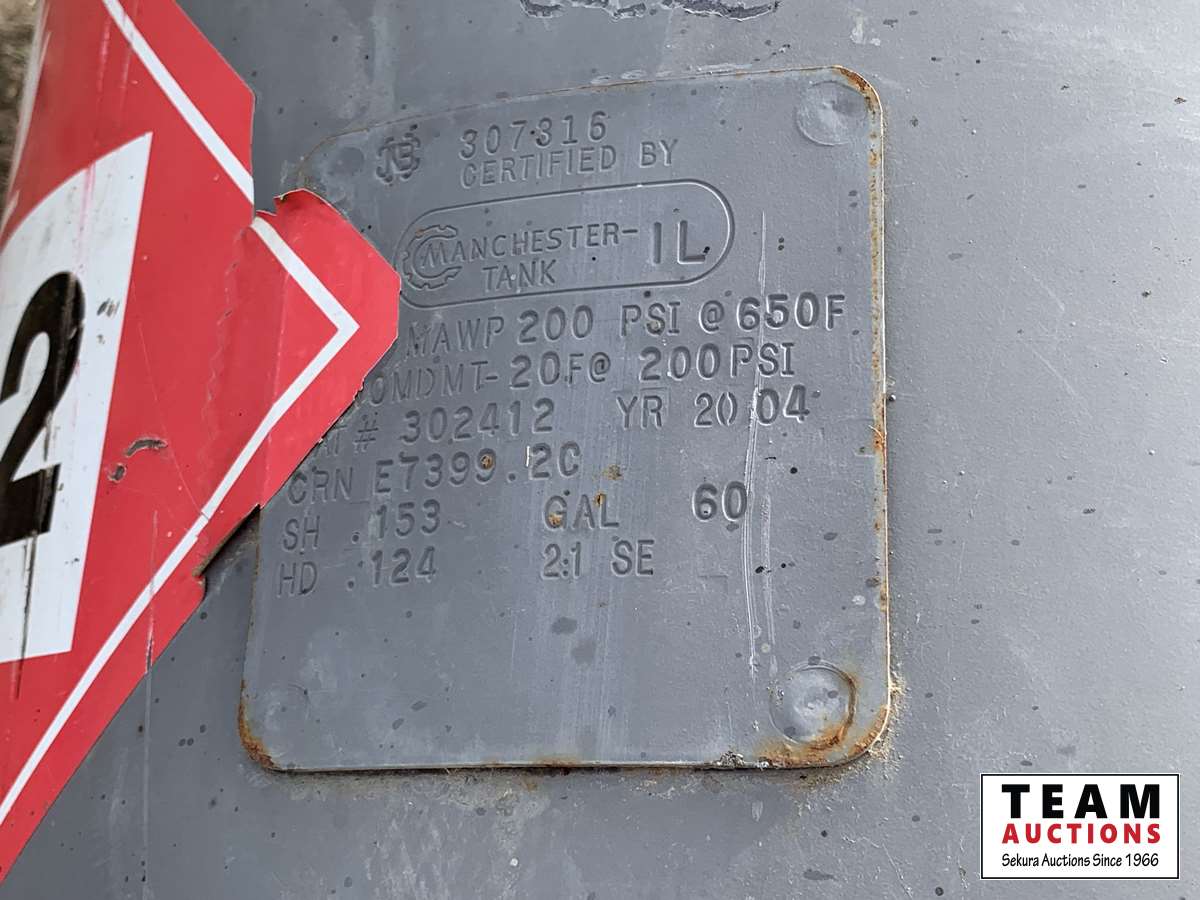 NB 307316
CERTIFIED BY
MANCHESTER- IL
TANK
MAWP 200 PSI @ 650F
MDMT-20F@ 200PSI
# 302412 YR 2004
CRN E7399.2C
SH .153 GAL 60
HD .124 2:1 SE
2
TEAM
AUCTIONS
Sekura Auctions Since 1966